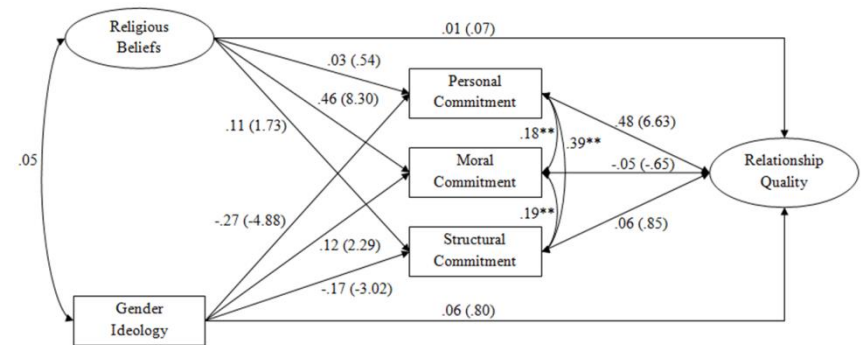 Religious
Beliefs
.01 (.07)
.03 (.54)
.46 (8.30)
.11 (1.73)
Personal
Commitment
.48 (6.63)
.18**
.39**
.05
Moral
Commitment
-.05 (-.65)
Relationship
Quality
-.27 (-4.88)
.19**
.06 (.85)
.12 (2.29)
Structural
Commitment
-.17 (-3.02)
Gender
Ideology
.06 (.80)